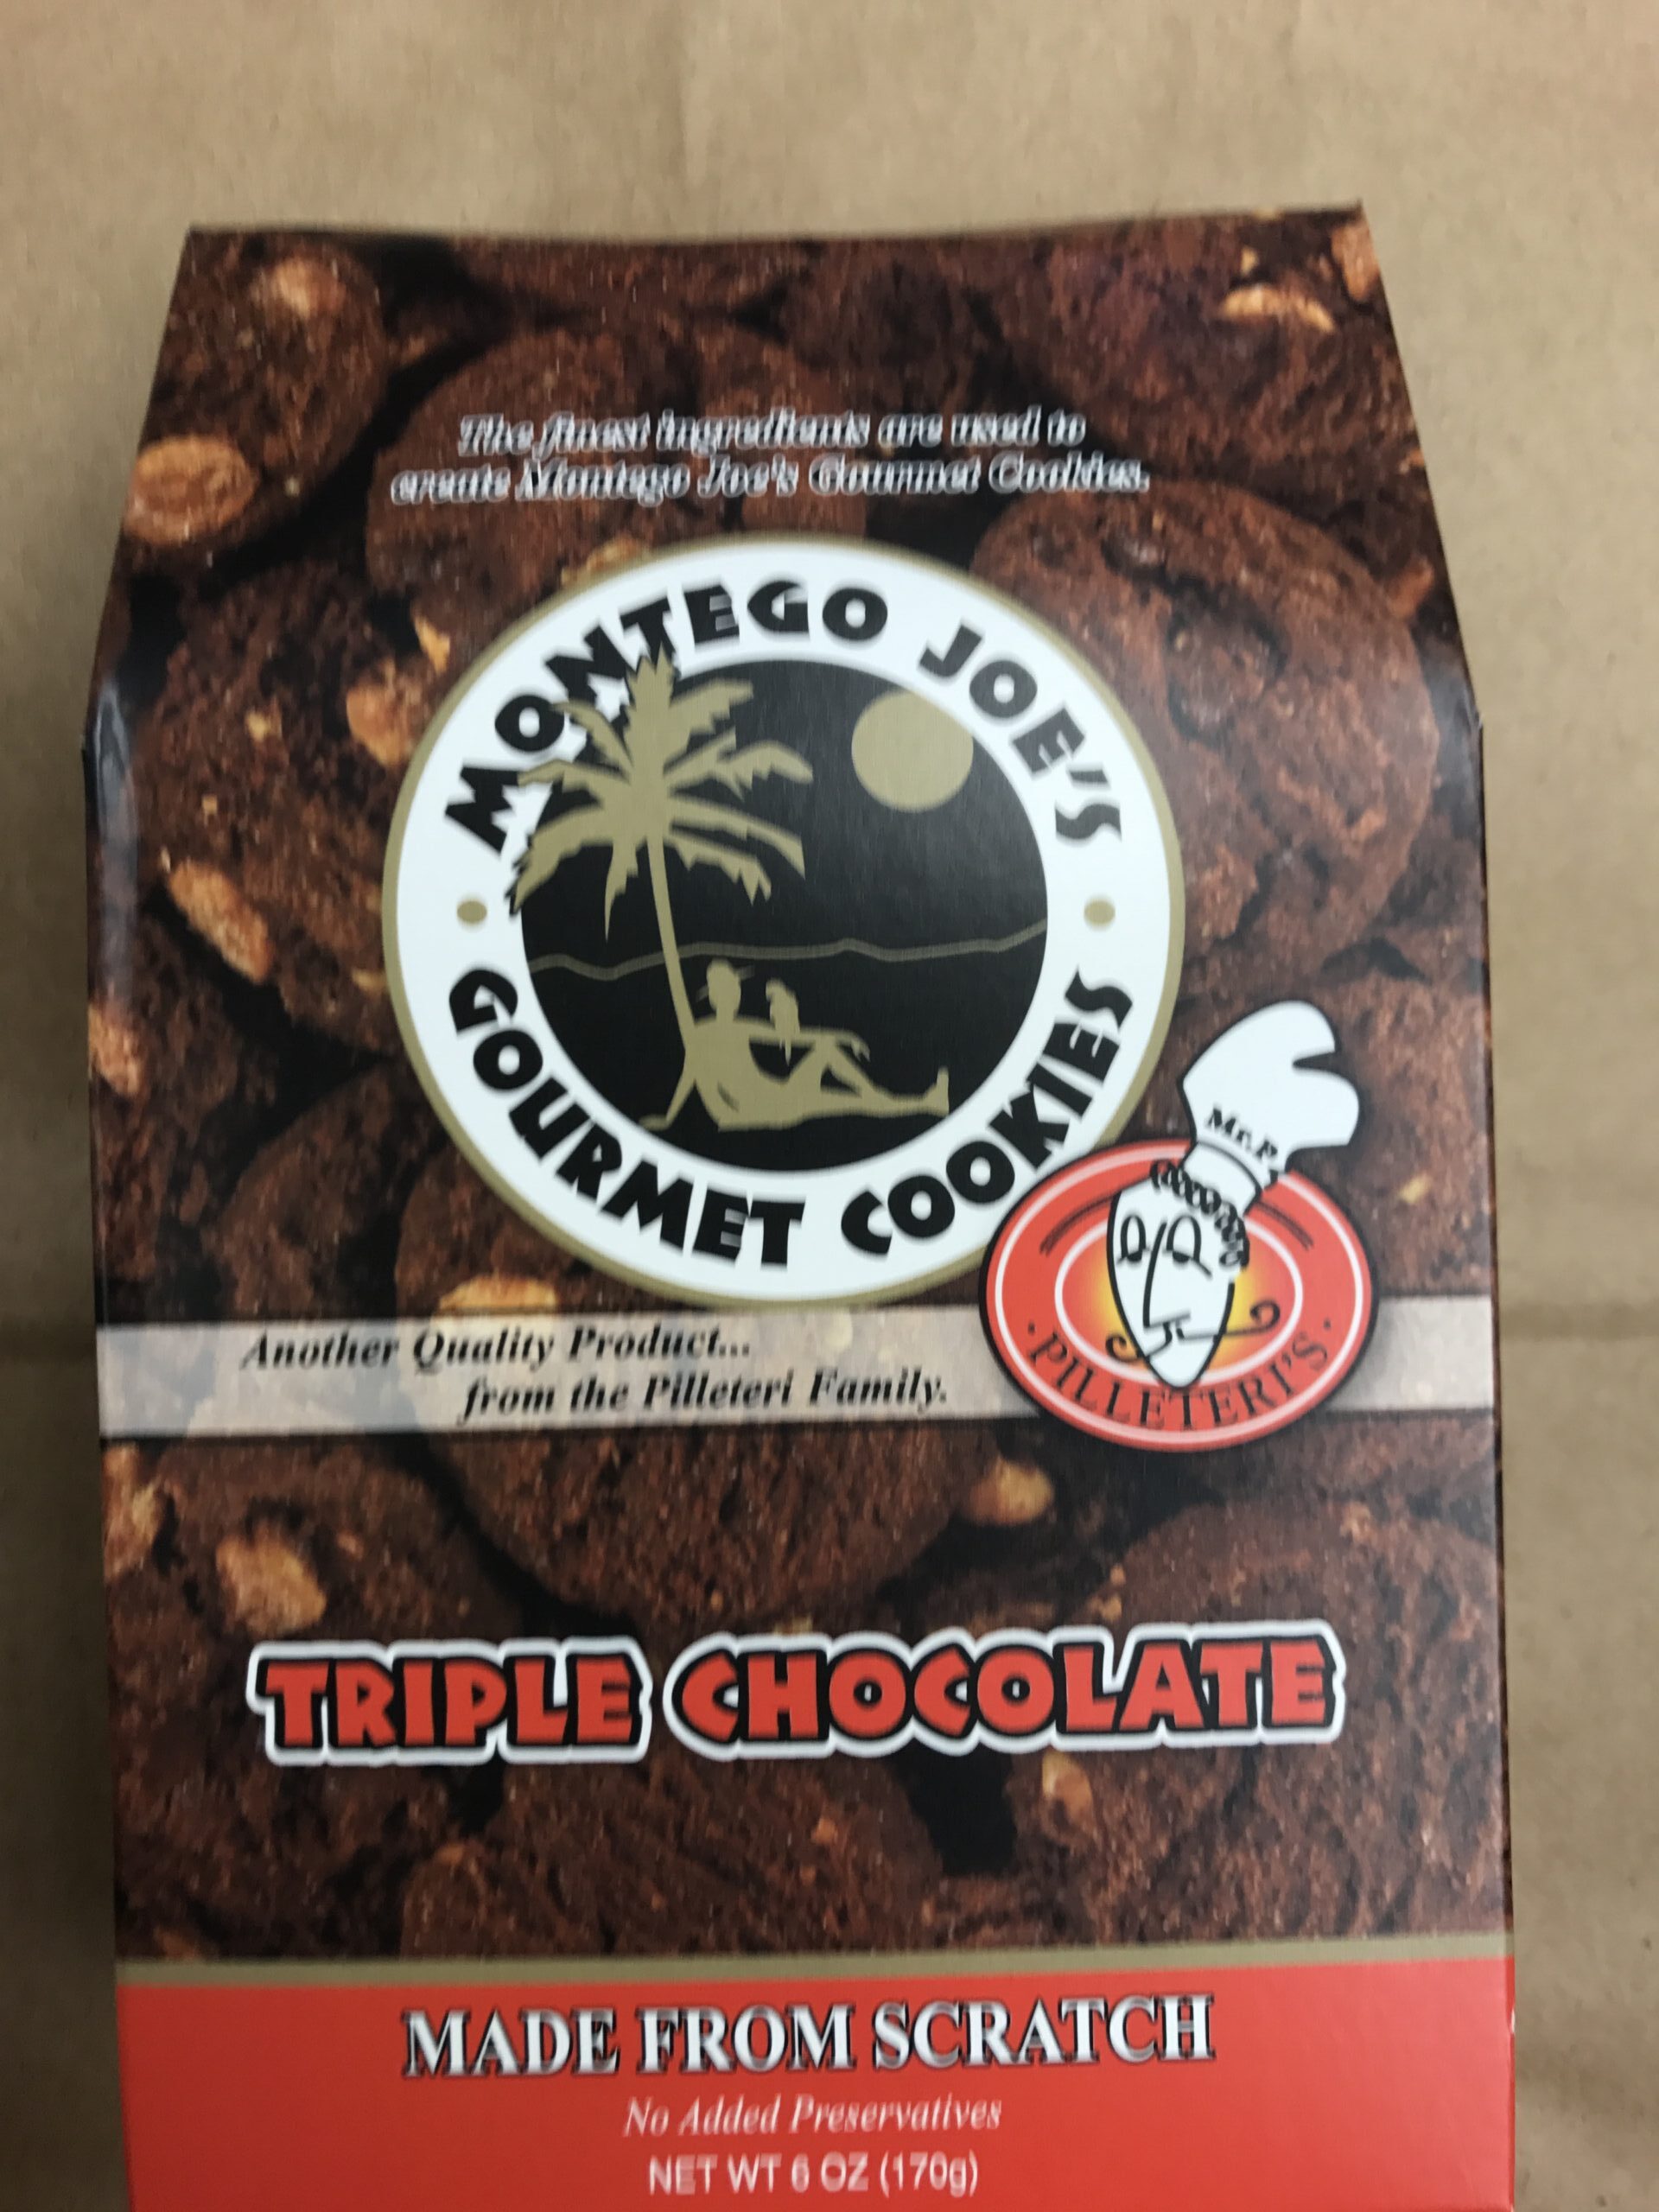 The finest ingredients are used to
create Montego Joe's Gourmet Cookies.
MONTEGO JOE'S
GOURMET COOKIES
Mr. P.
PILLETERI'S
Another Quality Product...
from the Pilleteri Family.
TRIPLE CHOCOLATE
MADE FROM SCRATCH
No Added Preservatives
NET WT 6 OZ (170g)